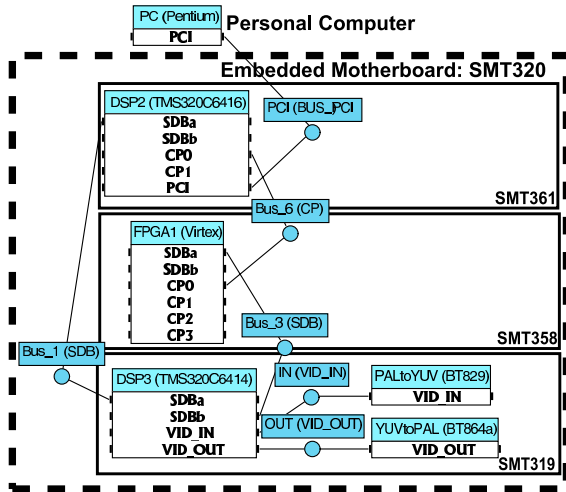 PC (Pentium)
PCI
Personal Computer
Embedded Motherboard: SMT320
DSP2 (TMS320C6416)
SDBa
SDBb
CP0
CP1
PCI
PCI (BUS_PCI
SMT361
Bus_6 (CP)
FPGA1 (Virtex)
SDBa
SDBb
CP0
CP1
CP2
CP3
Bus_3 (SDB)
SMT358
Bus_1 (SDB)
DSP3 (TMS320C6414)
SDBa
SDBb
VID_IN
VID_OUT
IN (VID_IN)
OUT (VID_OUT)
PALtoYUV (BT829)
VID_IN
YUVtoPAL (BT864a)
VID_OUT
SMT319